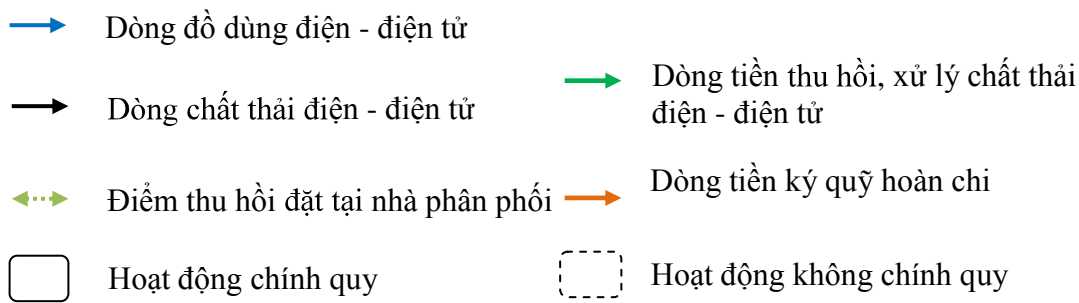 Dòng đồ dùng điện - điện tử
Dòng chất thải điện - điện tử
Điểm thu hồi đặt tại nhà phân phối
Hoạt động chính quy
Dòng tiền thu hồi, xử lý chất thải
điện - điện tử
Dòng tiền ký quỹ hoàn chi
Hoạt động không chính quy